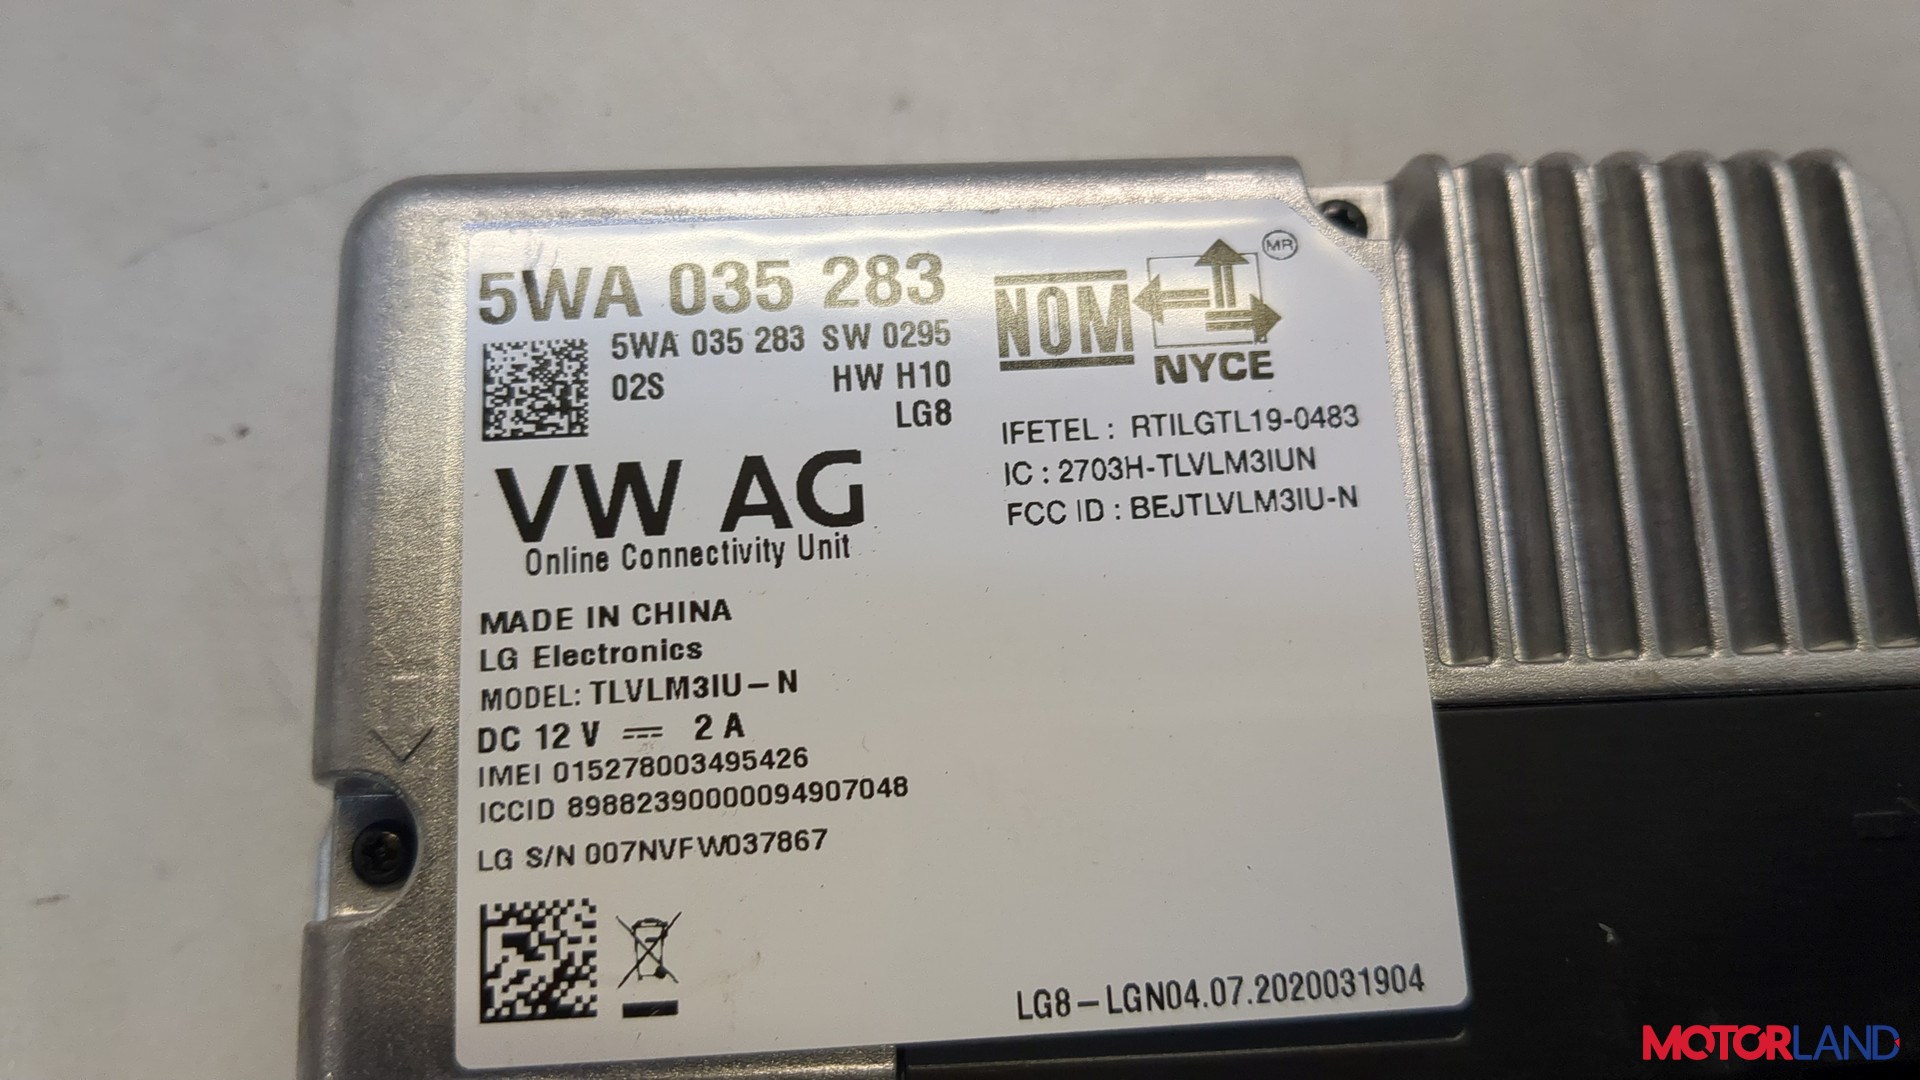 5WA 035 283
5WA 035 283 SW 0295
02S HW H10
LG8
VW AG
Online Connectivity Unit
MADE IN CHINA
LG Electronics
MODEL: TLVLM3IU-N
DC 12 V ⎓ 2 A
IMEI 015278003495426
ICCID 89882390000094907048
LG S/N 007NVFW037867
NOM
MR
NYCE
IFETEL : RTILGTL19-0483
IC : 2703H-TLVLM3IUN
FCC ID : BEJTLVLM3IU-N
LG8-LGN04.07.2020031904
MOTORLAND